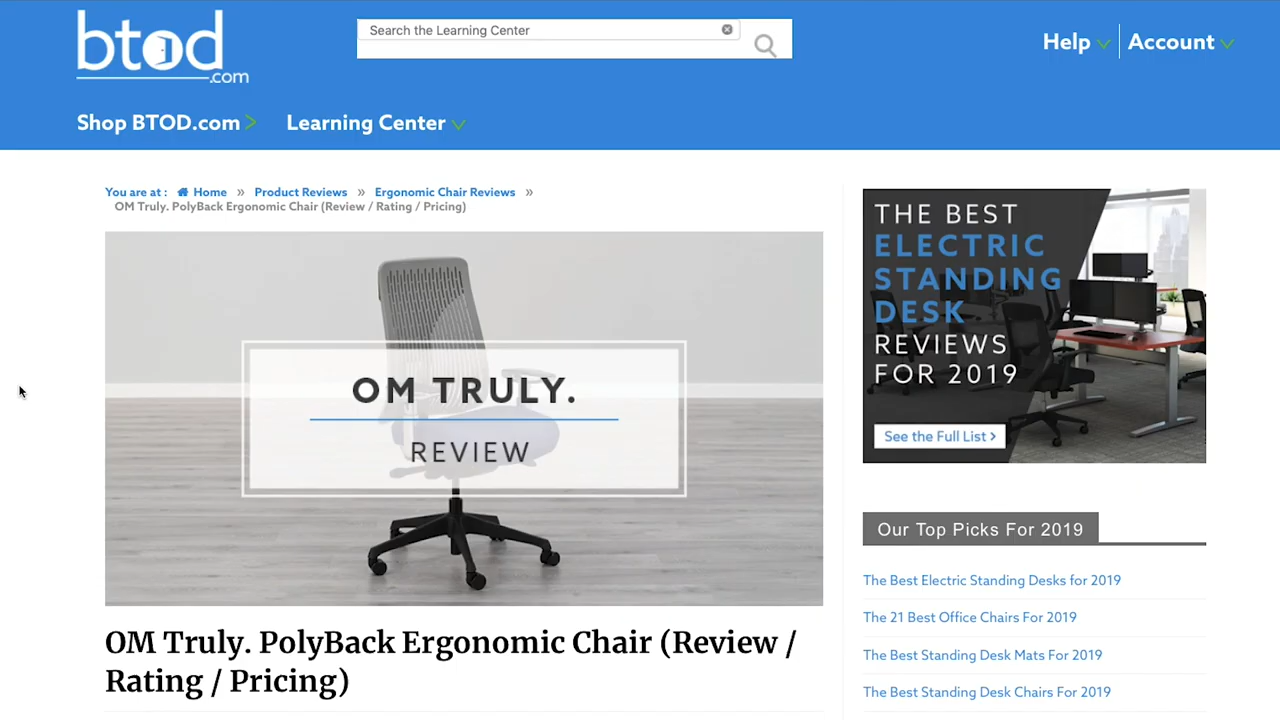 btod
.com
Search the Learning Center
Help
Account
Shop BTOD.com >
Learning Center
You are at : Home » Product Reviews » Ergonomic Chair Reviews »
OM Truly. PolyBack Ergonomic Chair (Review / Rating / Pricing)
OM TRULY.
REVIEW
OM Truly. PolyBack Ergonomic Chair (Review /
Rating / Pricing)
THE BEST
ELECTRIC
STANDING
DESK
REVIEWS
FOR 2019
See the Full List >
Our Top Picks For 2019
The Best Electric Standing Desks for 2019
The 21 Best Office Chairs For 2019
The Best Standing Desk Mats For 2019
The Best Standing Desk Chairs For 2019